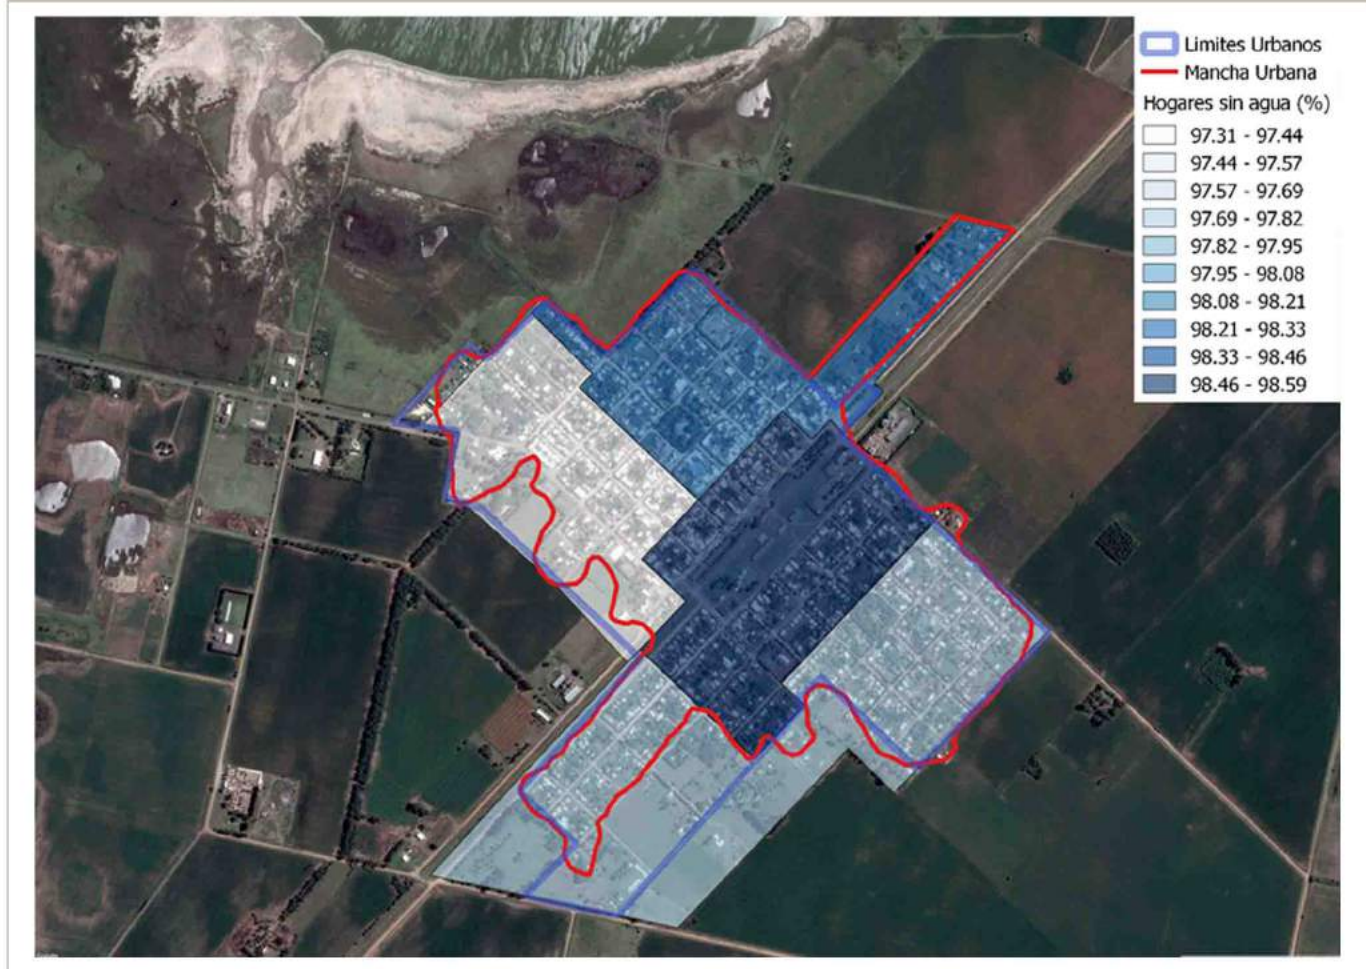 Limites Urbanos
Mancha Urbana
Hogares sin agua (%)
97.31 - 97.44
97.44 - 97.57
97.57 - 97.69
97.69 - 97.82
97.82 - 97.95
97.95 - 98.08
98.08 - 98.21
98.21 - 98.33
98.33 - 98.46
98.46 - 98.59